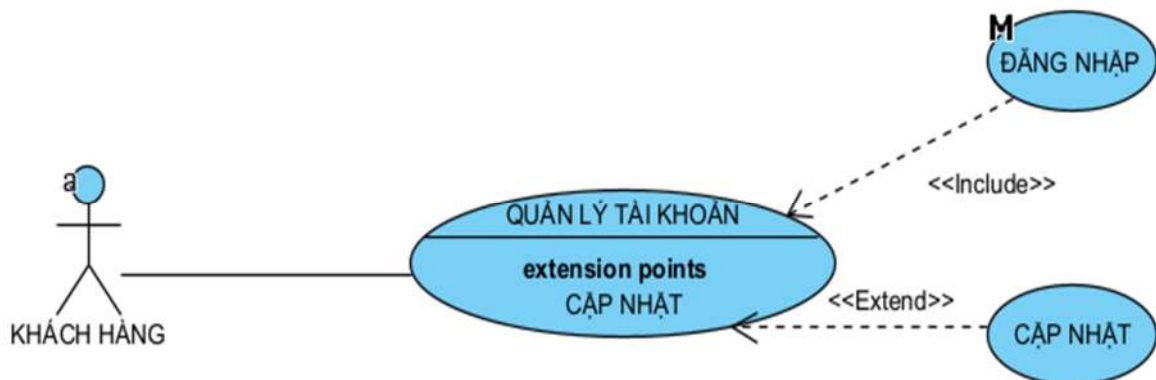 M
ĐĂNG NHẬP
a
<<Include>>
QUẢN LÝ TÀI KHOẢN
extension points
CẬP NHẬT
<<Extend>>
KHÁCH HÀNG
CẬP NHẬT